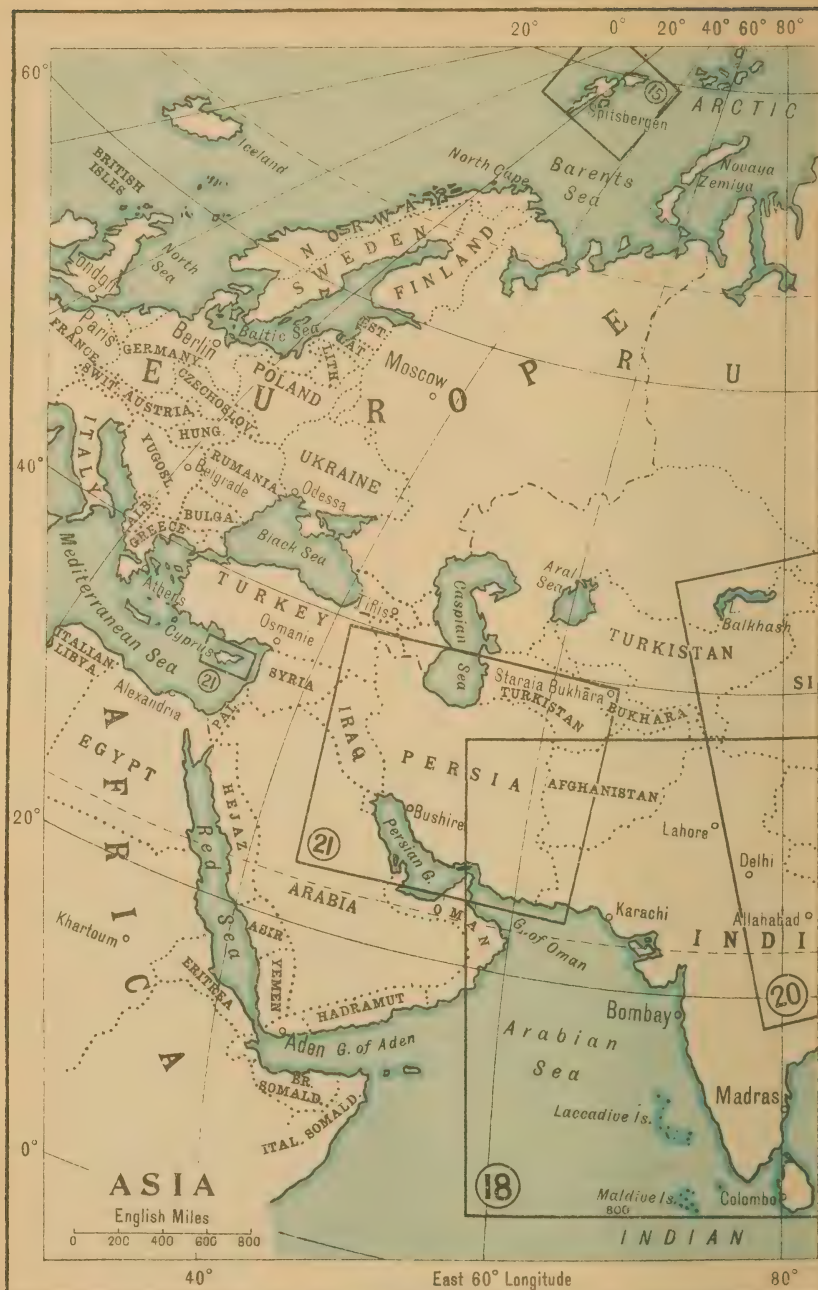 20° 0° 20° 40° 60° 80°
60°
15
ARCTIC
Spitsbergen
Iceland
North Cape
Barents
Sea
Novaya
Zemlya
BRITISH
ISLES
North
Sea
NORWAY
SWEDEN
FINLAND
London
Baltic Sea
EST.
LAT.
LITH.
Paris
Berlin
FRANCE
GERMANY
POLAND
Moscow
EUROPE
R U
SWIT.
AUSTRIA
CZECHOSLOV.
HUNG.
ITALY
40°
YUGOSL.
RUMANIA
Belgrade
UKRAINE
Odessa
ALB.
BULGA.
GREECE
Black Sea
Mediterranean Sea
Athens
TURKEY
Tiflis
Caspian
Sea
Aral
Sea
L.
Balkhash
TURKISTAN
Cyprus
21
Osmanie
ITALIAN
LIBYA
Alexandria
SYRIA
PAL.
Staraia Bukhara
TURKISTAN
BUKHARA
SI
IRAQ
PERSIA
AFGHANISTAN
EGYPT
AFRICA
HEJAZ
20°
21
Bushire
Persian G.
Lahore
Delhi
Red
Sea
ARABIA
OMAN
G. of Oman
Karachi
Allahabad
INDI
Khartoum
ASIR
YEMEN
ERITREA
HADRAMUT
20
Bombay
Arabian
Sea
Aden
G. of Aden
BR.
SOMALD.
ITAL. SOMALD.
Madras
Laccadive Is.
0°
18
Maldive Is.
800
Colombo
ASIA
English Miles
0 200 400 600 800
INDIAN
40° East 60° Longitude 80°